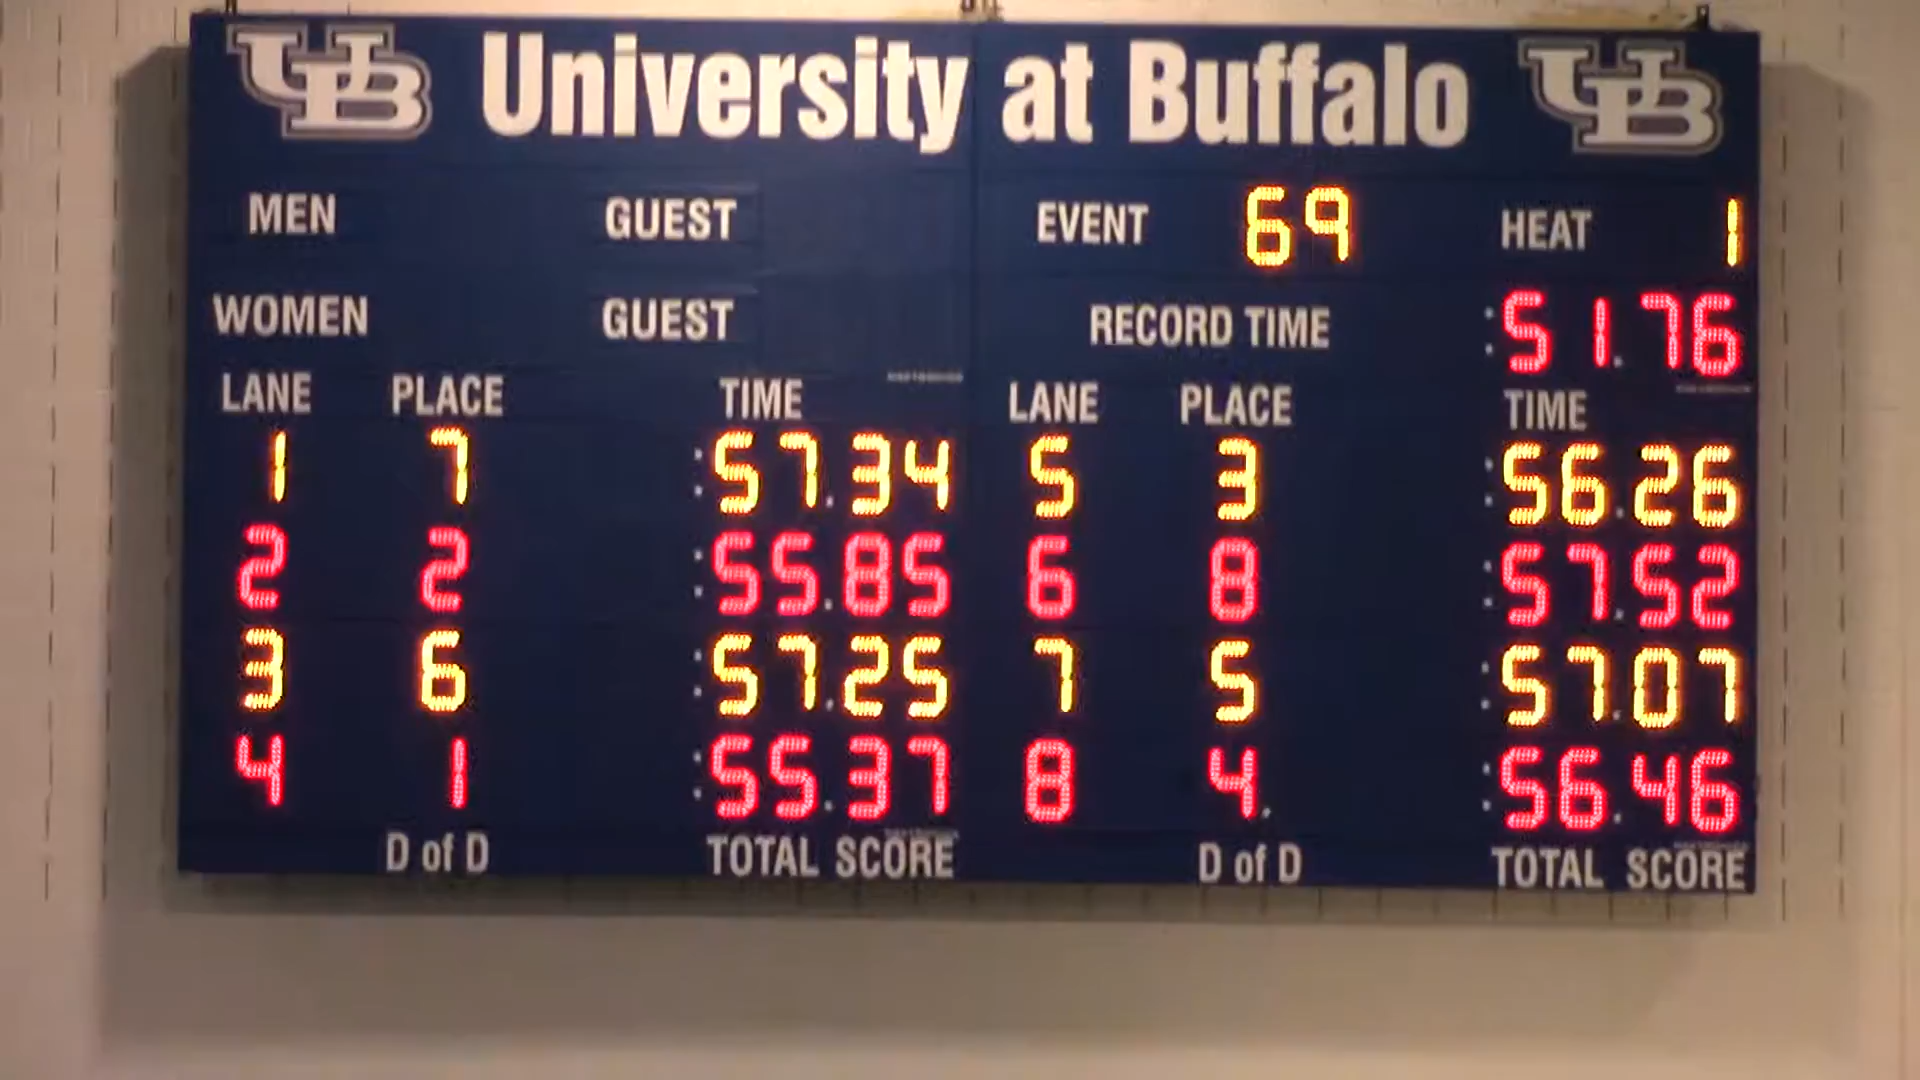 UB University at Buffalo UB
MEN GUEST EVENT 69 HEAT 1
WOMEN GUEST RECORD TIME :51.76
LANE PLACE TIME LANE PLACE TIME
1 7 :57.34 5 3 :56.26
2 2 :55.85 6 8 :57.52
3 6 :57.25 7 5 :57.07
4 1 :55.37 8 4. :56.46
D of D TOTAL SCORE D of D TOTAL SCORE